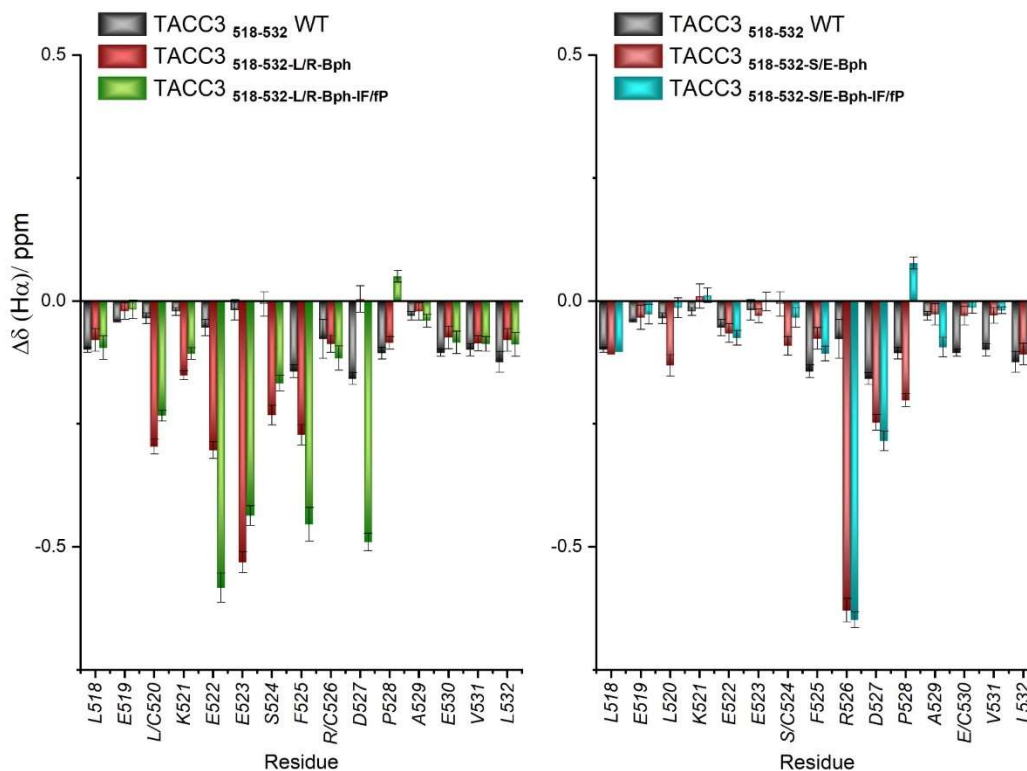 TACC3 518-532 WT
TACC3 518-532-L/R-Bph
TACC3 518-532-L/R-Bph-IF/fP
TACC3 518-532 WT
TACC3 518-532-S/E-Bph
TACC3 518-532-S/E-Bph-IF/fP
Δδ (Hα)/ ppm
0.5
0.0
-0.5
0.5
0.0
-0.5
L518
E519
L/C520
K521
E522
E523
S524
F525
R/C526
D527
P528
A529
E530
V531
L532
Residue
L518
E519
L520
K521
E522
E523
S/C524
F525
R526
D527
P528
A529
E/C530
V531
L532
Residue